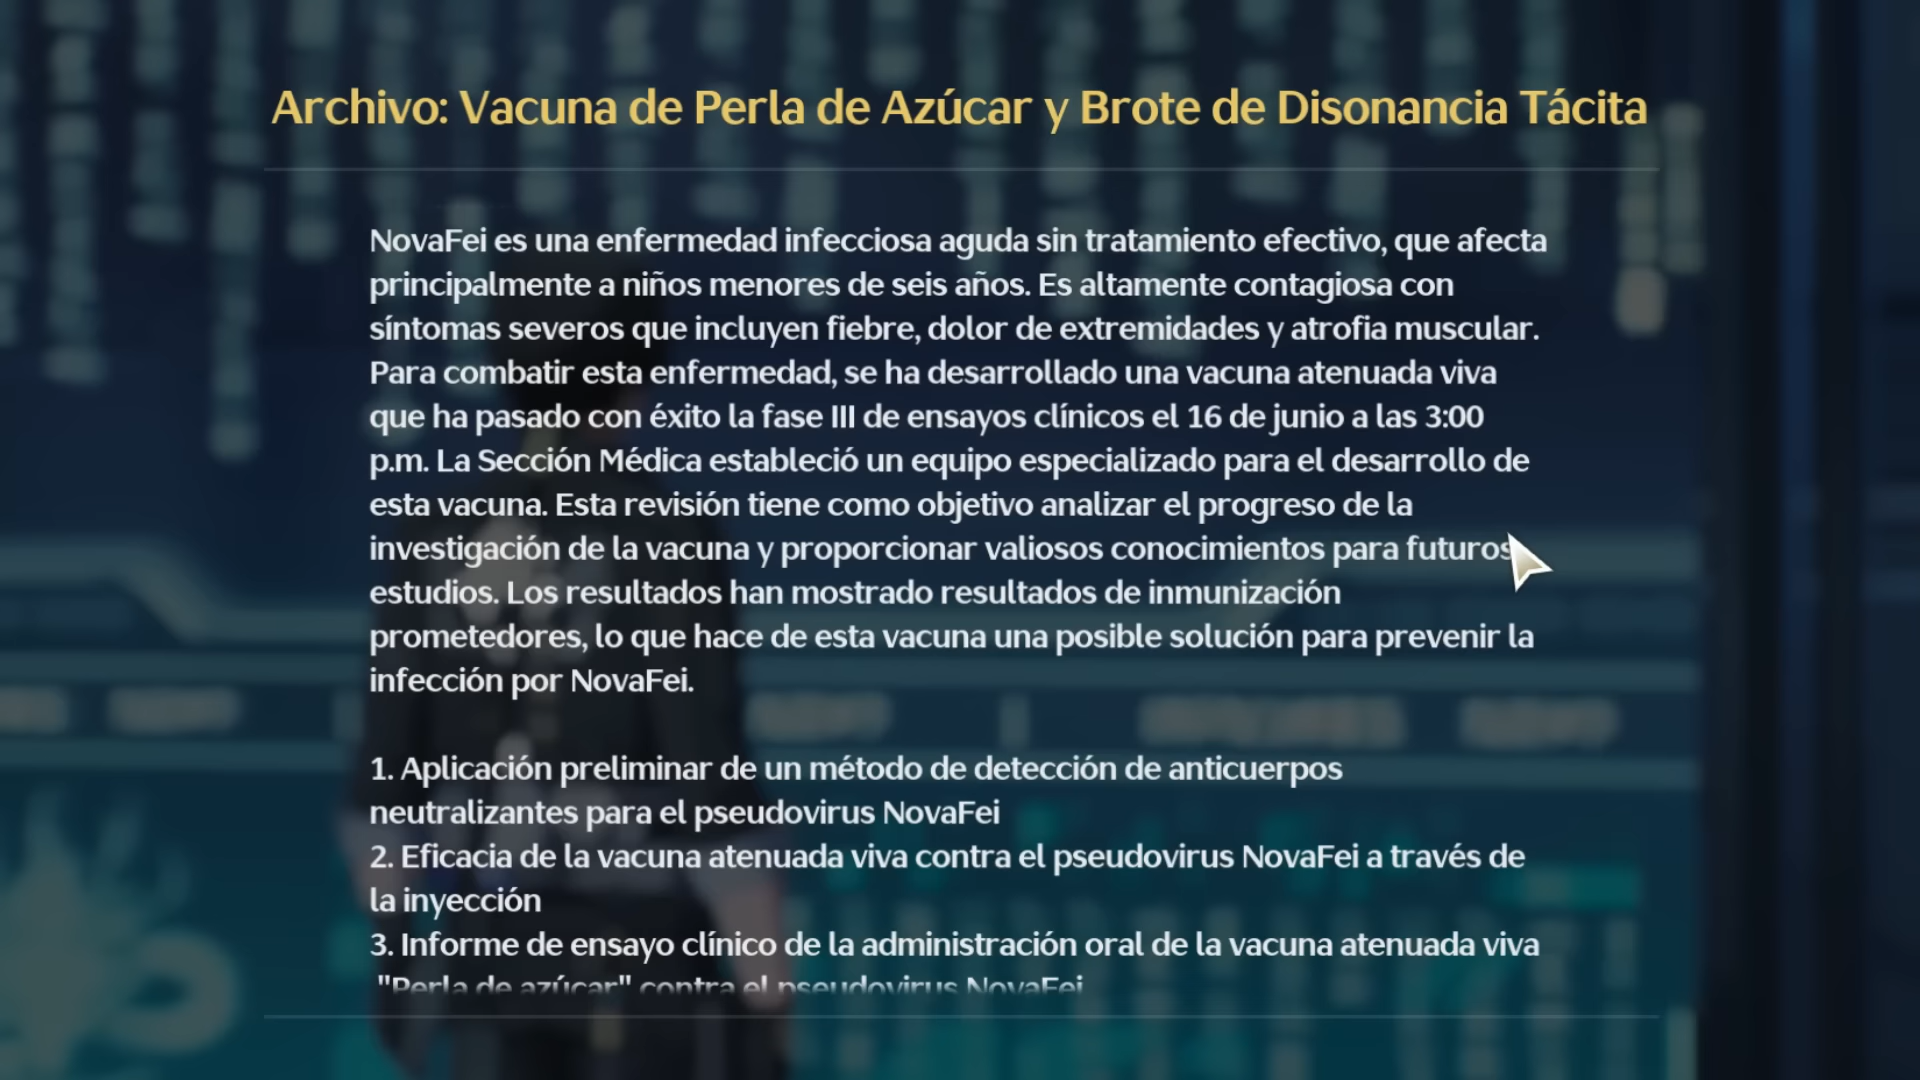 Archivo: Vacuna de Perla de Azúcar y Brote de Disonancia Tácita
NovaFei es una enfermedad infecciosa aguda sin tratamiento efectivo, que afecta
principalmente a niños menores de seis años. Es altamente contagiosa con
síntomas severos que incluyen fiebre, dolor de extremidades y atrofia muscular.
Para combatir esta enfermedad, se ha desarrollado una vacuna atenuada viva
que ha pasado con éxito la fase III de ensayos clínicos el 16 de junio a las 3:00
p.m. La Sección Médica estableció un equipo especializado para el desarrollo de
esta vacuna. Esta revisión tiene como objetivo analizar el progreso de la
investigación de la vacuna y proporcionar valiosos conocimientos para futuros
estudios. Los resultados han mostrado resultados de inmunización
prometedores, lo que hace de esta vacuna una posible solución para prevenir la
infección por NovaFei.
1. Aplicación preliminar de un método de detección de anticuerpos
neutralizantes para el pseudovirus NovaFei
2. Eficacia de la vacuna atenuada viva contra el pseudovirus NovaFei a través de
la inyección
3. Informe de ensayo clínico de la administración oral de la vacuna atenuada viva
"Perla de azúcar" contra el pseudovirus NovaFei